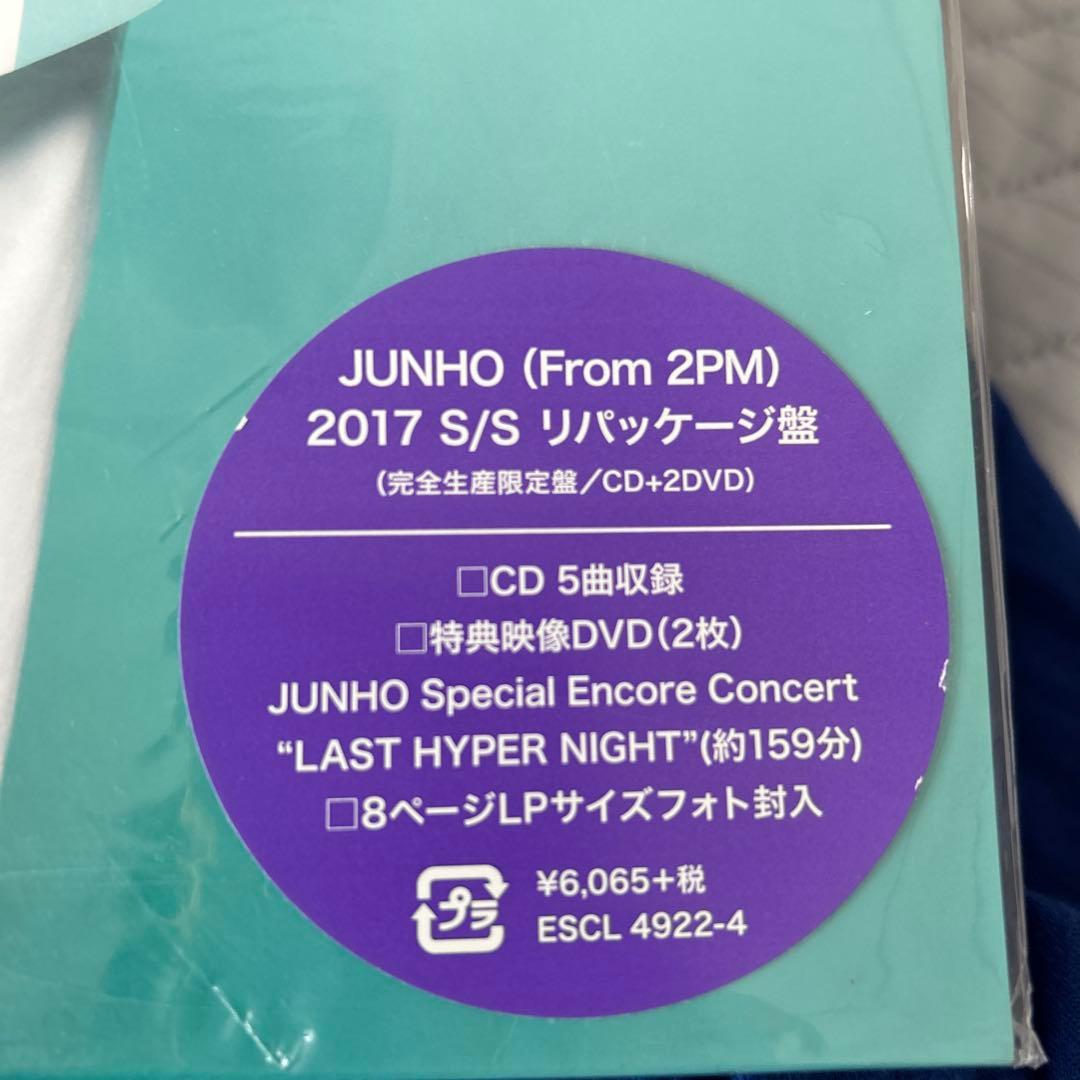 JUNHO (From 2PM)
2017 S/S リパッケージ盤
(完全生産限定盤/CD+2DVD)
□CD 5曲収録
□特典映像DVD(2枚)
JUNHO Special Encore Concert
“LAST HYPER NIGHT”(約159分)
□8ページLPサイズフォト封入
プラ
¥6,065+税
ESCL 4922-4